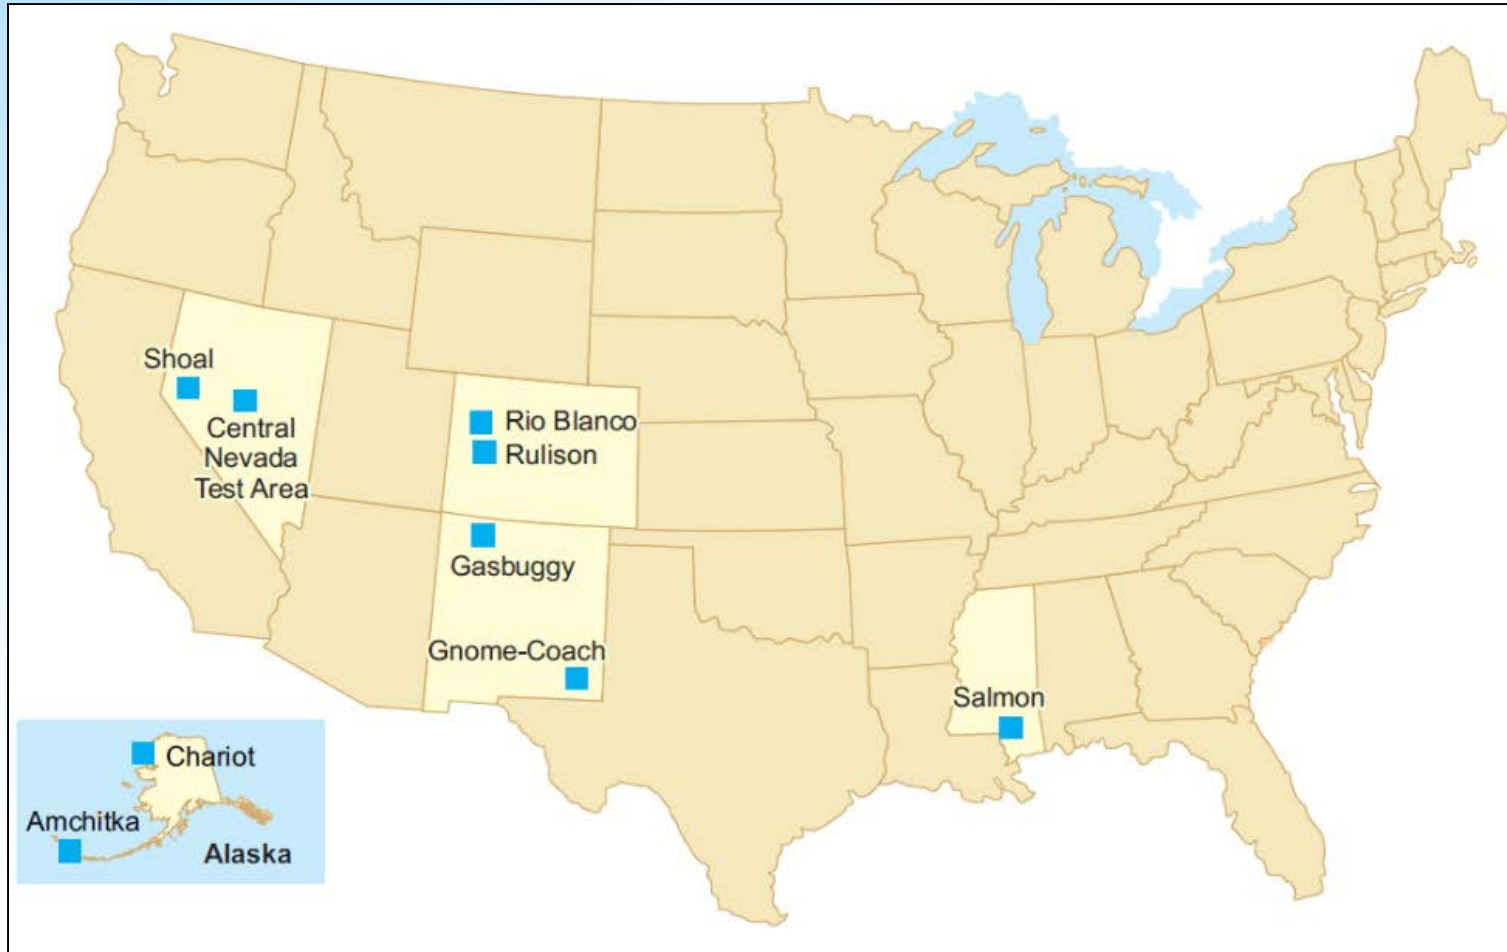 Shoal
Central
Nevada
Test Area
Rio Blanco
Rulison
Gasbuggy
Gnome-Coach
Salmon
Chariot
Amchitka
Alaska